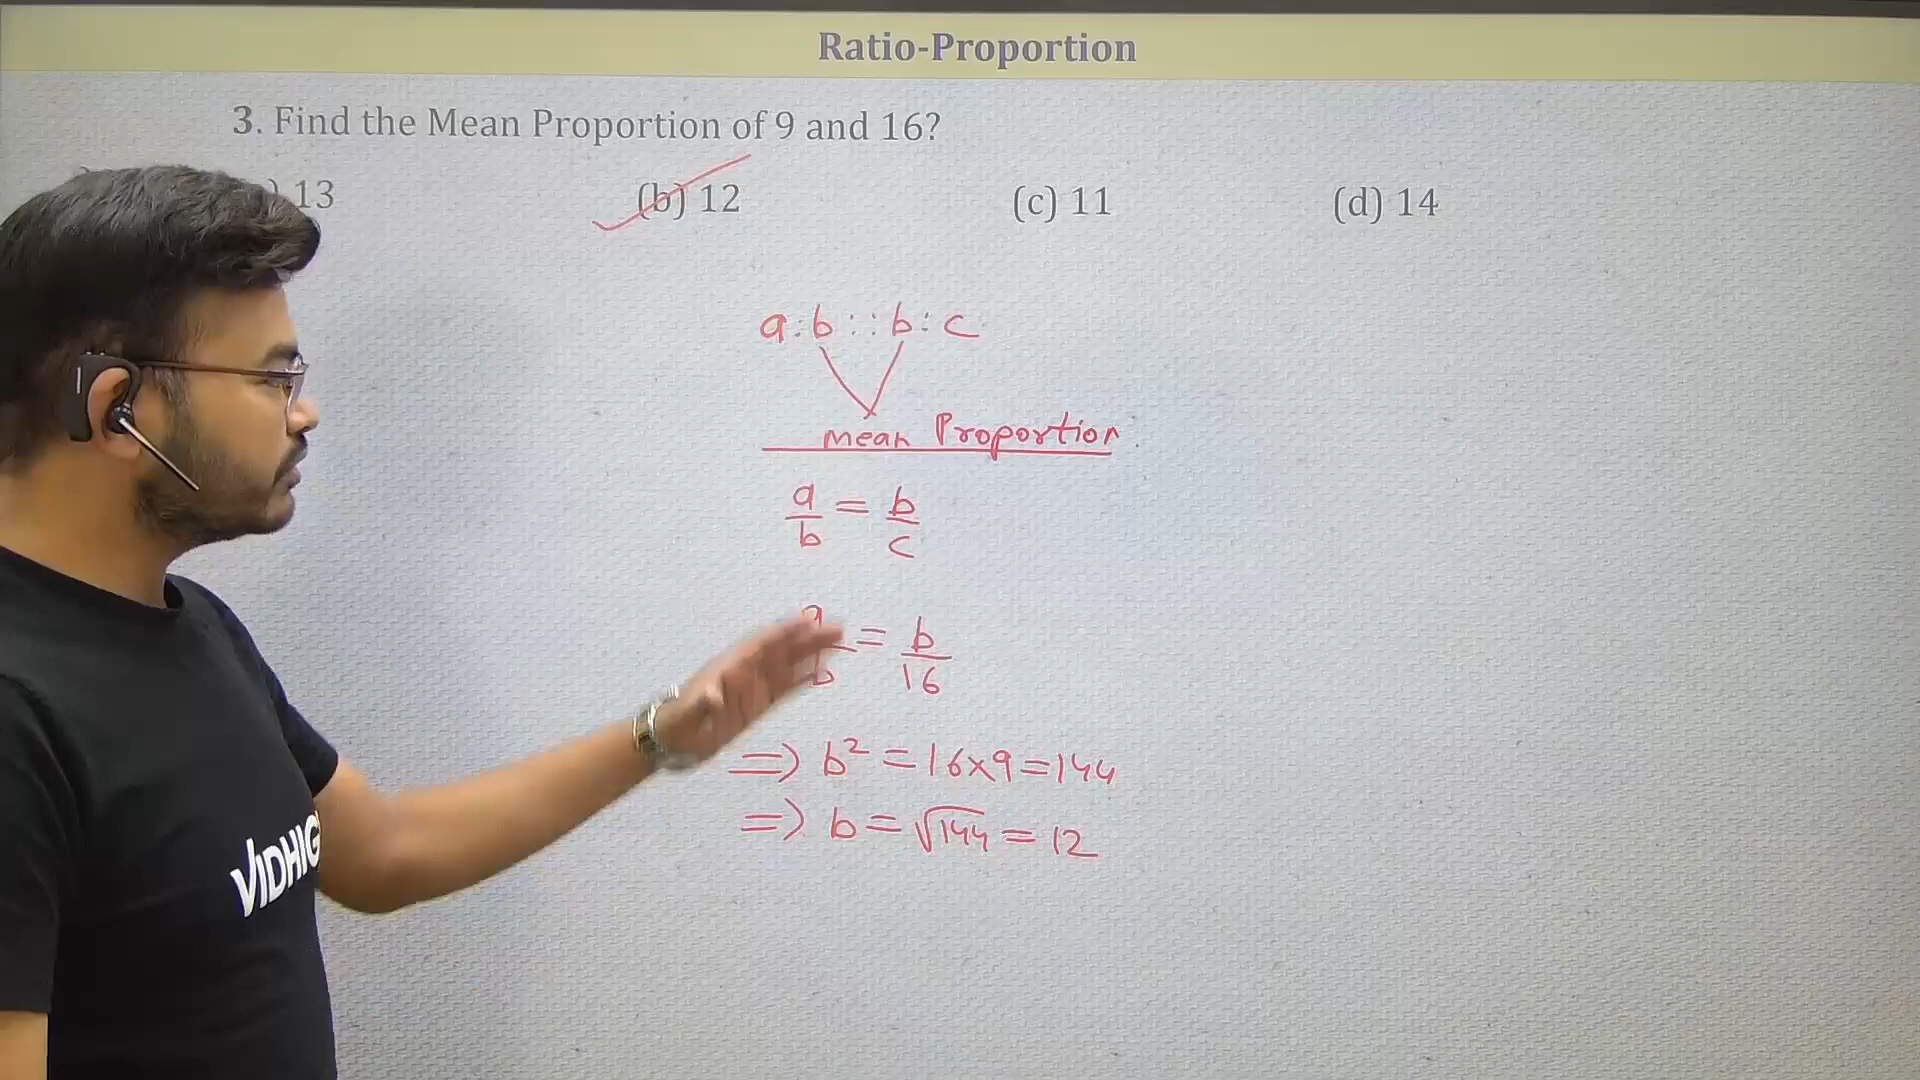 Ratio-Proportion
3. Find the Mean Proportion of 9 and 16?
) 13 (b) 12 (c) 11 (d) 14
a : b : : b : c
mean Proportion
a/b = b/c
9/b = b/16
=> b² = 16×9 = 144
=> b = √144 = 12
VIDHIG